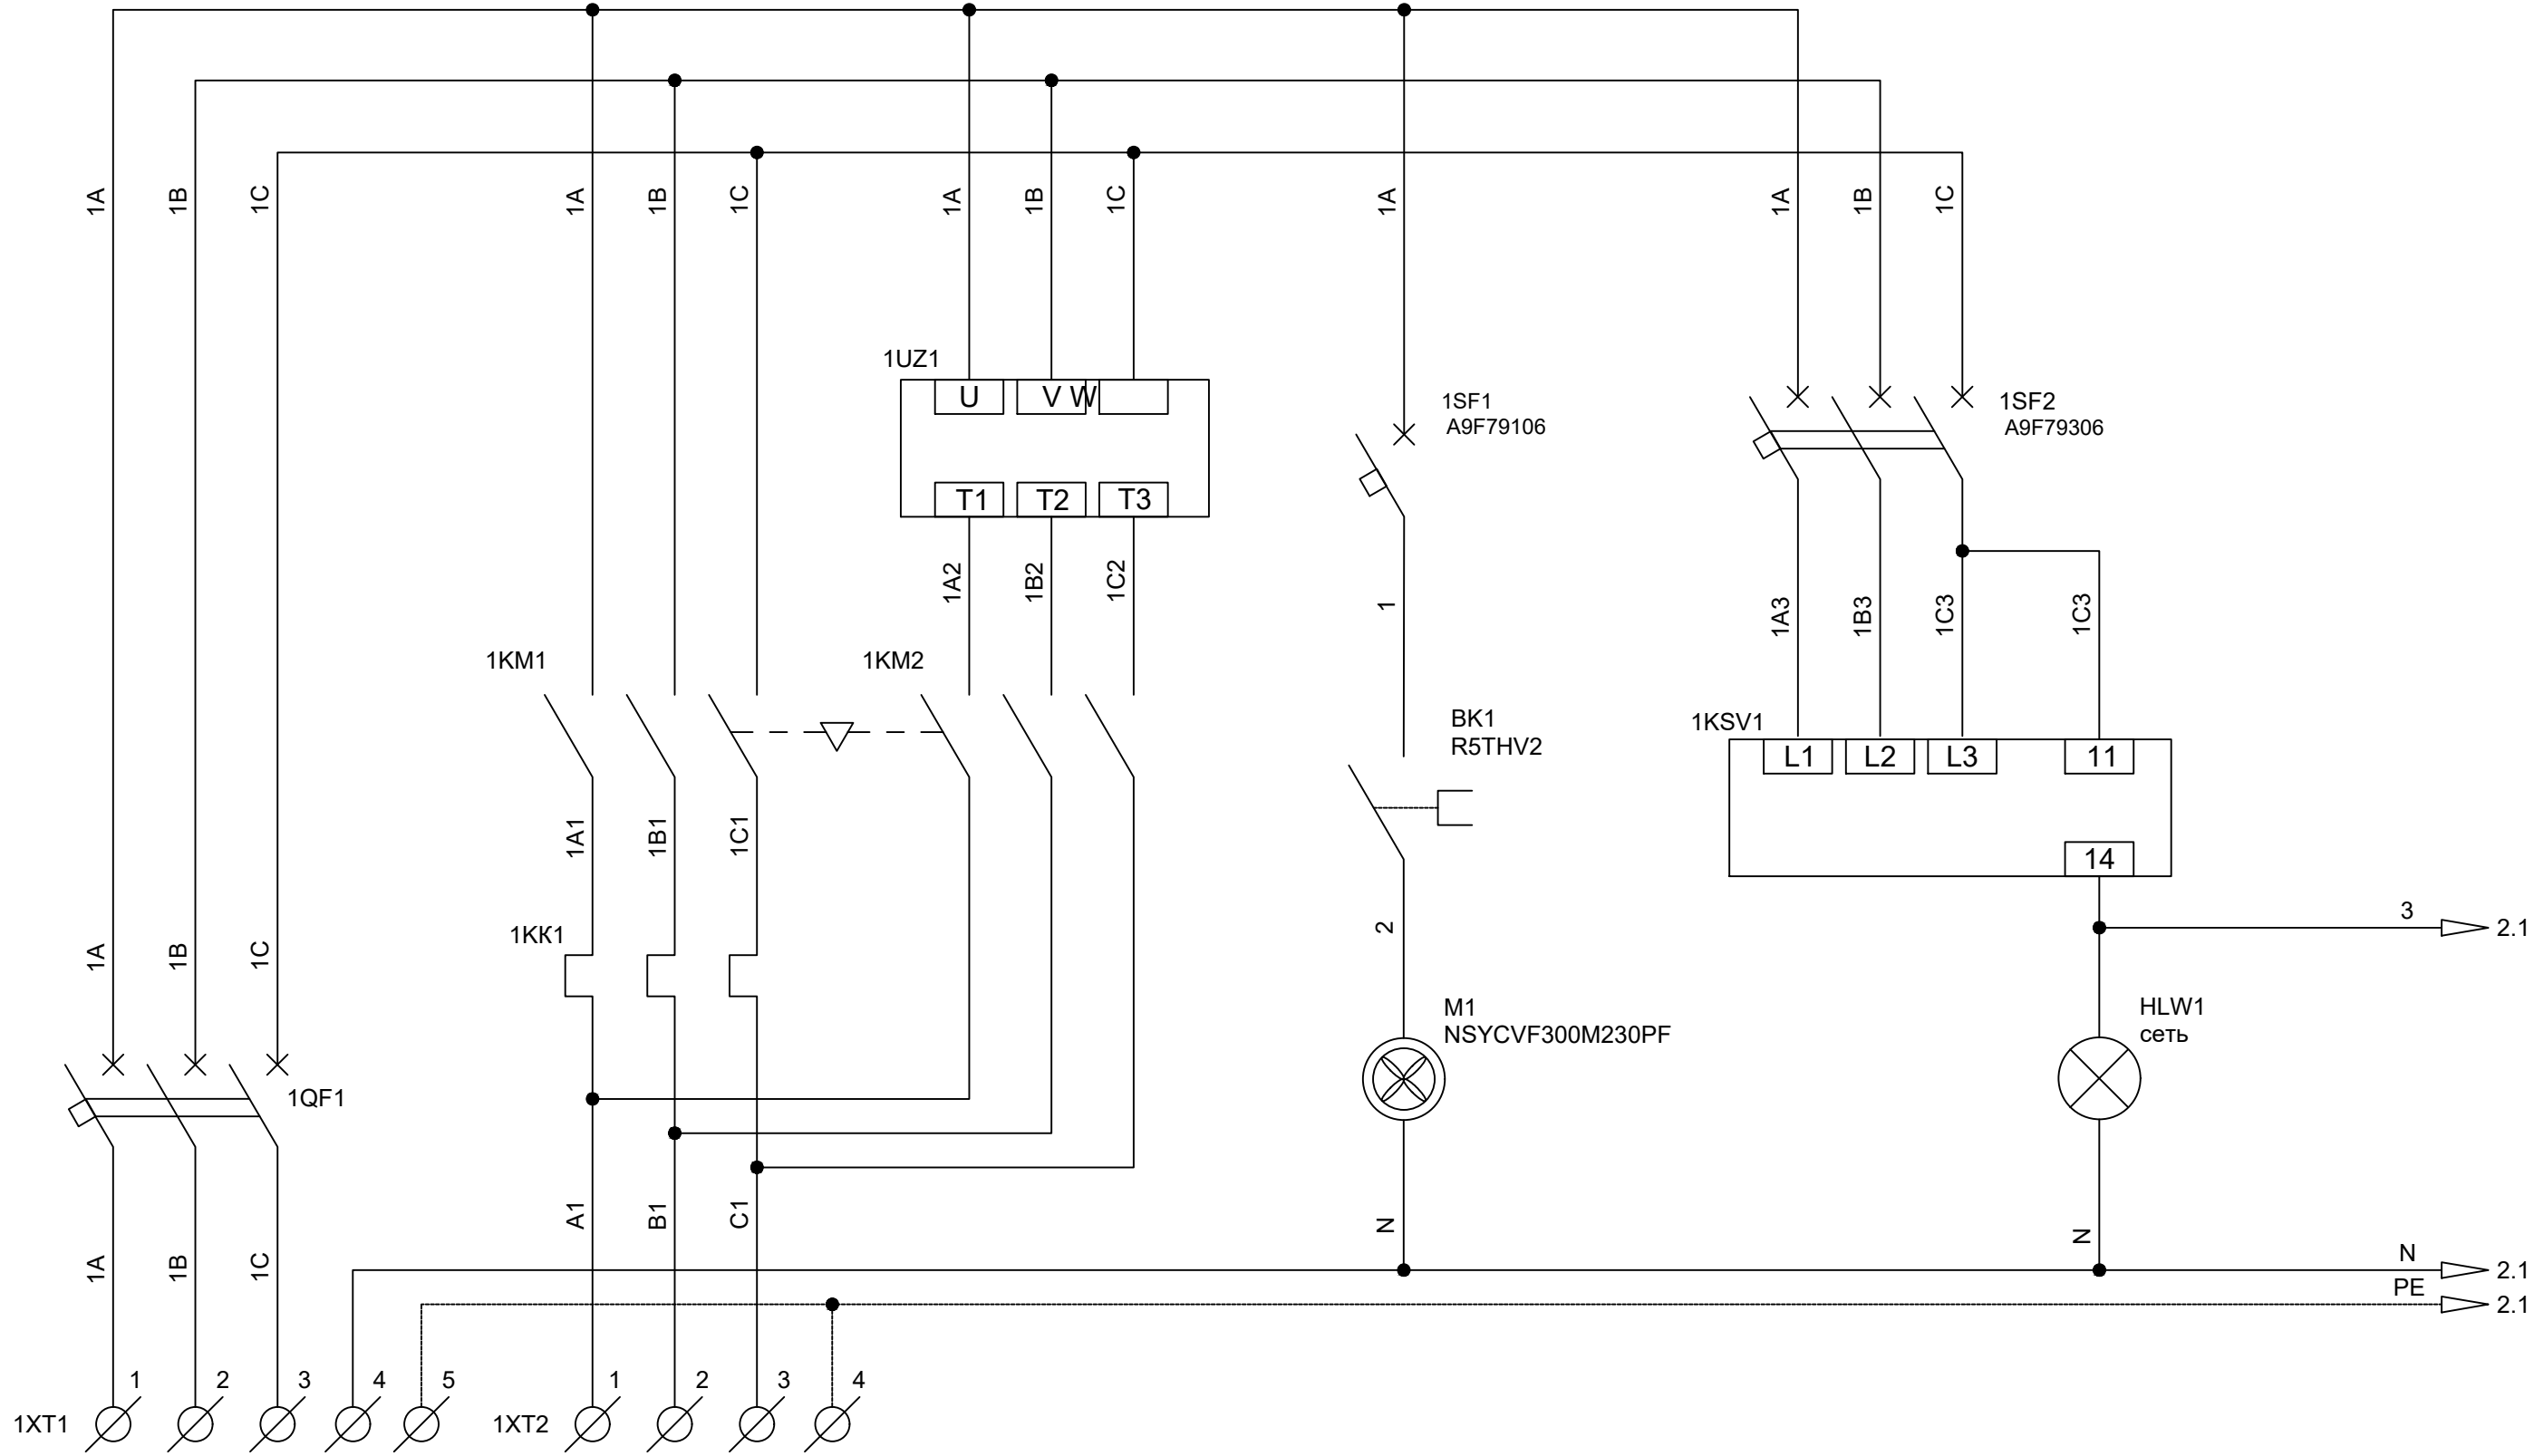 1A
1B
1C
1A
1B
1C
1A
1B
1C
1A
1A
1B
1C
1UZ1
U
V
W
T1
T2
T3
1SF1
A9F79106
1SF2
A9F79306
1A2
1B2
1C2
1
1A3
1B3
1C3
1C3
1KM1
1KM2
BK1
R5THV2
1KSV1
L1
L2
L3
11
14
1A1
1B1
1C1
1KK1
2
3
2.1
1A
1B
1C
M1
NSYCVF300M230PF
HLW1
сеть
1QF1
A1
B1
C1
N
N
1A
1B
1C
N
2.1
PE
2.1
1XT1
1
2
3
4
5
1XT2
1
2
3
4